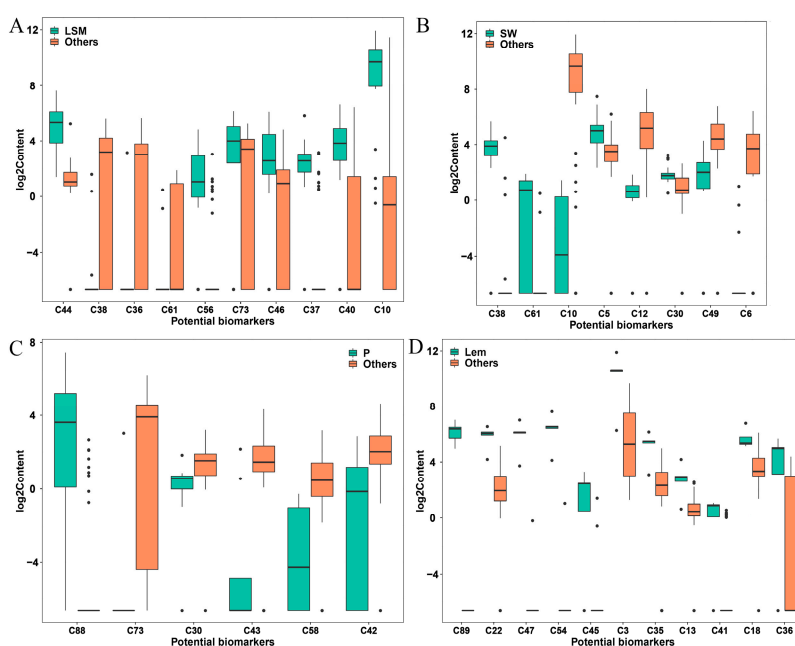 A
LSM
Others
12
8
4
0
−4
log2Content
C44 C38 C36 C61 C56 C73 C46 C37 C40 C10
Potential biomarkers
B
SW
Others
12
8
4
0
−4
log2Content
C38 C61 C10 C5 C12 C30 C49 C6
Potential biomarkers
C
P
Others
8
4
0
−4
log2Content
C88 C73 C30 C43 C58 C42
Potential biomarkers
D
Lem
Others
12
8
4
0
−4
log2Content
C89 C22 C47 C54 C45 C3 C35 C13 C41 C18 C36
Potential biomarkers